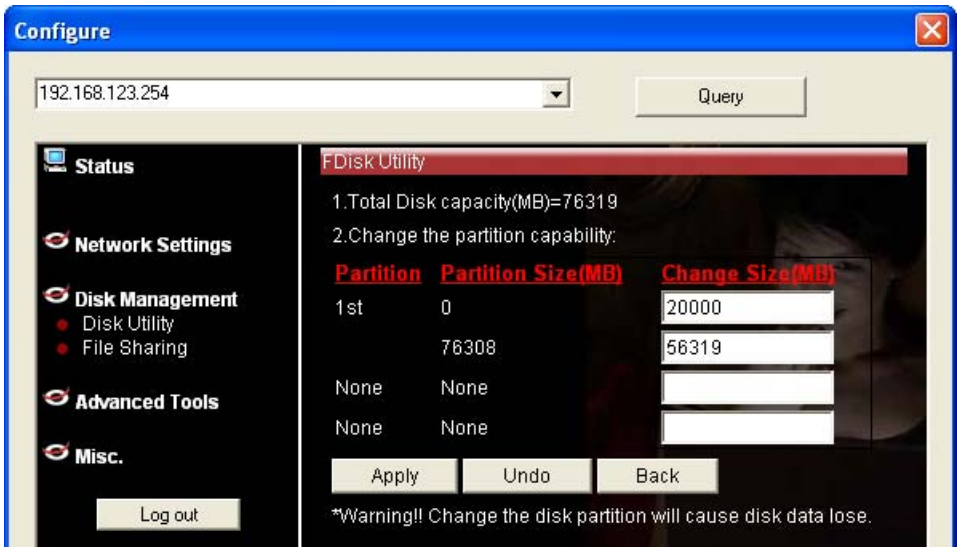 Configure
192.168.123.254
Query
Status
Network Settings
Disk Management
Disk Utility
File Sharing
Advanced Tools
Misc.
Log out
FDisk Utility
1.Total Disk capacity(MB)=76319
2.Change the partition capability:
Partition Partition Size(MB) Change Size(MB)
1st 0 20000
76308 56319
None None
None None
Apply Undo Back
*Warning!! Change the disk partition will cause disk data lose.